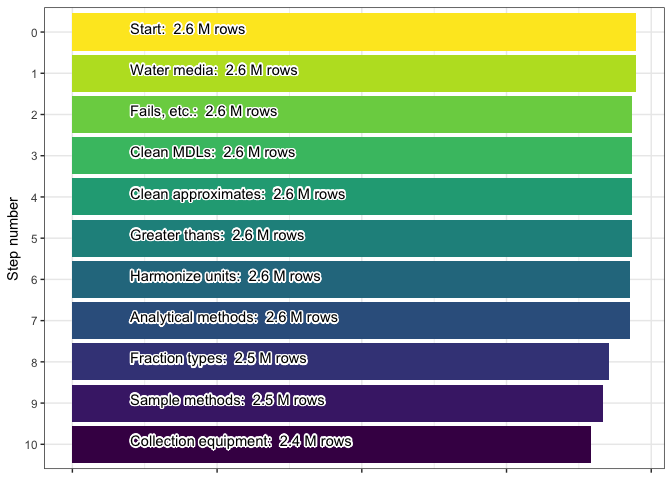 0 Start:  2.6 M rows
1 Water media:  2.6 M rows
2 Fails, etc.:  2.6 M rows
3 Clean MDLs:  2.6 M rows
4 Clean approximates:  2.6 M rows
5 Greater thans:  2.6 M rows
6 Harmonize units:  2.6 M rows
7 Analytical methods:  2.6 M rows
8 Fraction types:  2.5 M rows
9 Sample methods:  2.5 M rows
10 Collection equipment:  2.4 M rows
Step number